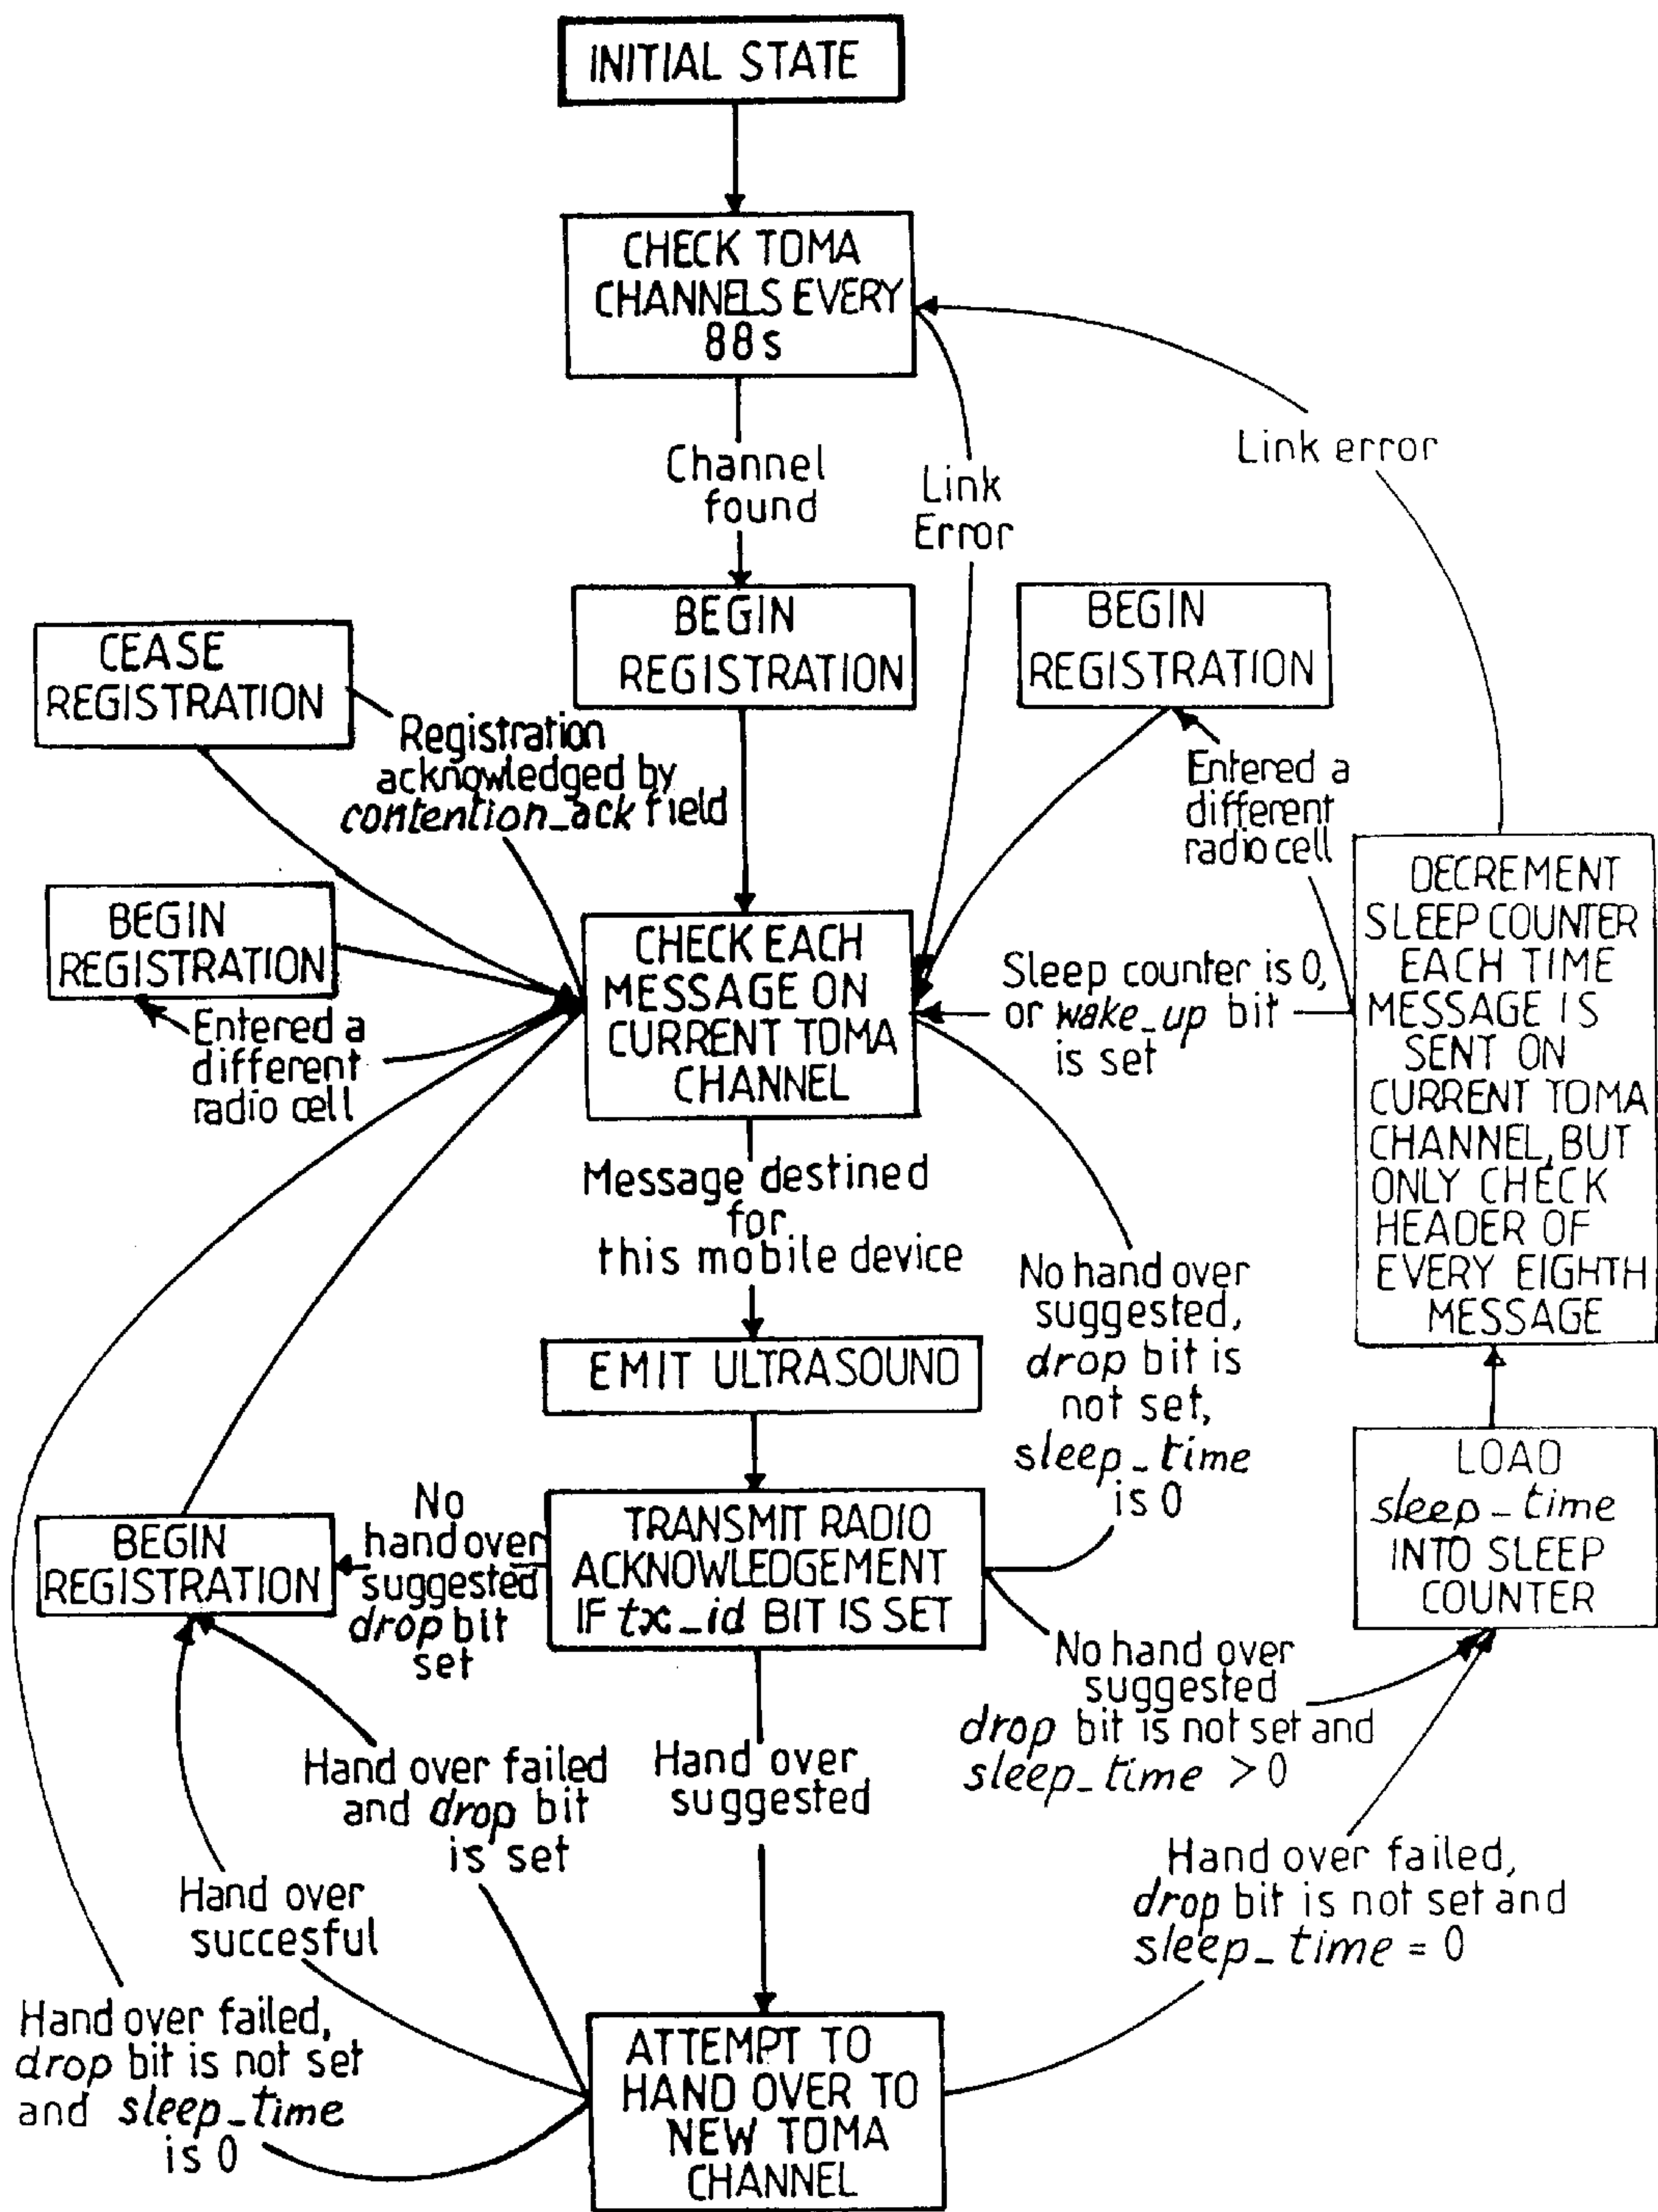 INITIAL STATE
CHECK TDMA
CHANNELS EVERY
88s
Channel
found
Link
Error
Link error
BEGIN
REGISTRATION
BEGIN
REGISTRATION
CEASE
REGISTRATION
Registration
acknowledged by
contention_ack field
Entered a
different
radio cell
BEGIN
REGISTRATION
Entered a
different
radio cell
CHECK EACH
MESSAGE ON
CURRENT TDMA
CHANNEL
Sleep counter is 0,
or wake_up bit
is set
DECREMENT
SLEEP COUNTER
EACH TIME
MESSAGE IS
SENT ON
CURRENT TDMA
CHANNEL, BUT
ONLY CHECK
HEADER OF
EVERY EIGHTH
MESSAGE
Message destined
for
this mobile device
No hand over
suggested,
drop bit is
not set,
sleep_time
is 0
EMIT ULTRASOUND
LOAD
sleep_time
INTO SLEEP
COUNTER
BEGIN
REGISTRATION
No
hand over
suggested
drop bit
set
TRANSMIT RADIO
ACKNOWLEDGEMENT
IF tx_id BIT IS SET
No hand over
suggested
drop bit is not set and
sleep_time > 0
Hand over failed
and drop bit
is set
Hand over
suggested
Hand over
succesful
Hand over failed,
drop bit is not set and
sleep_time = 0
Hand over failed,
drop bit is not set
and sleep_time
is 0
ATTEMPT TO
HAND OVER TO
NEW TDMA
CHANNEL